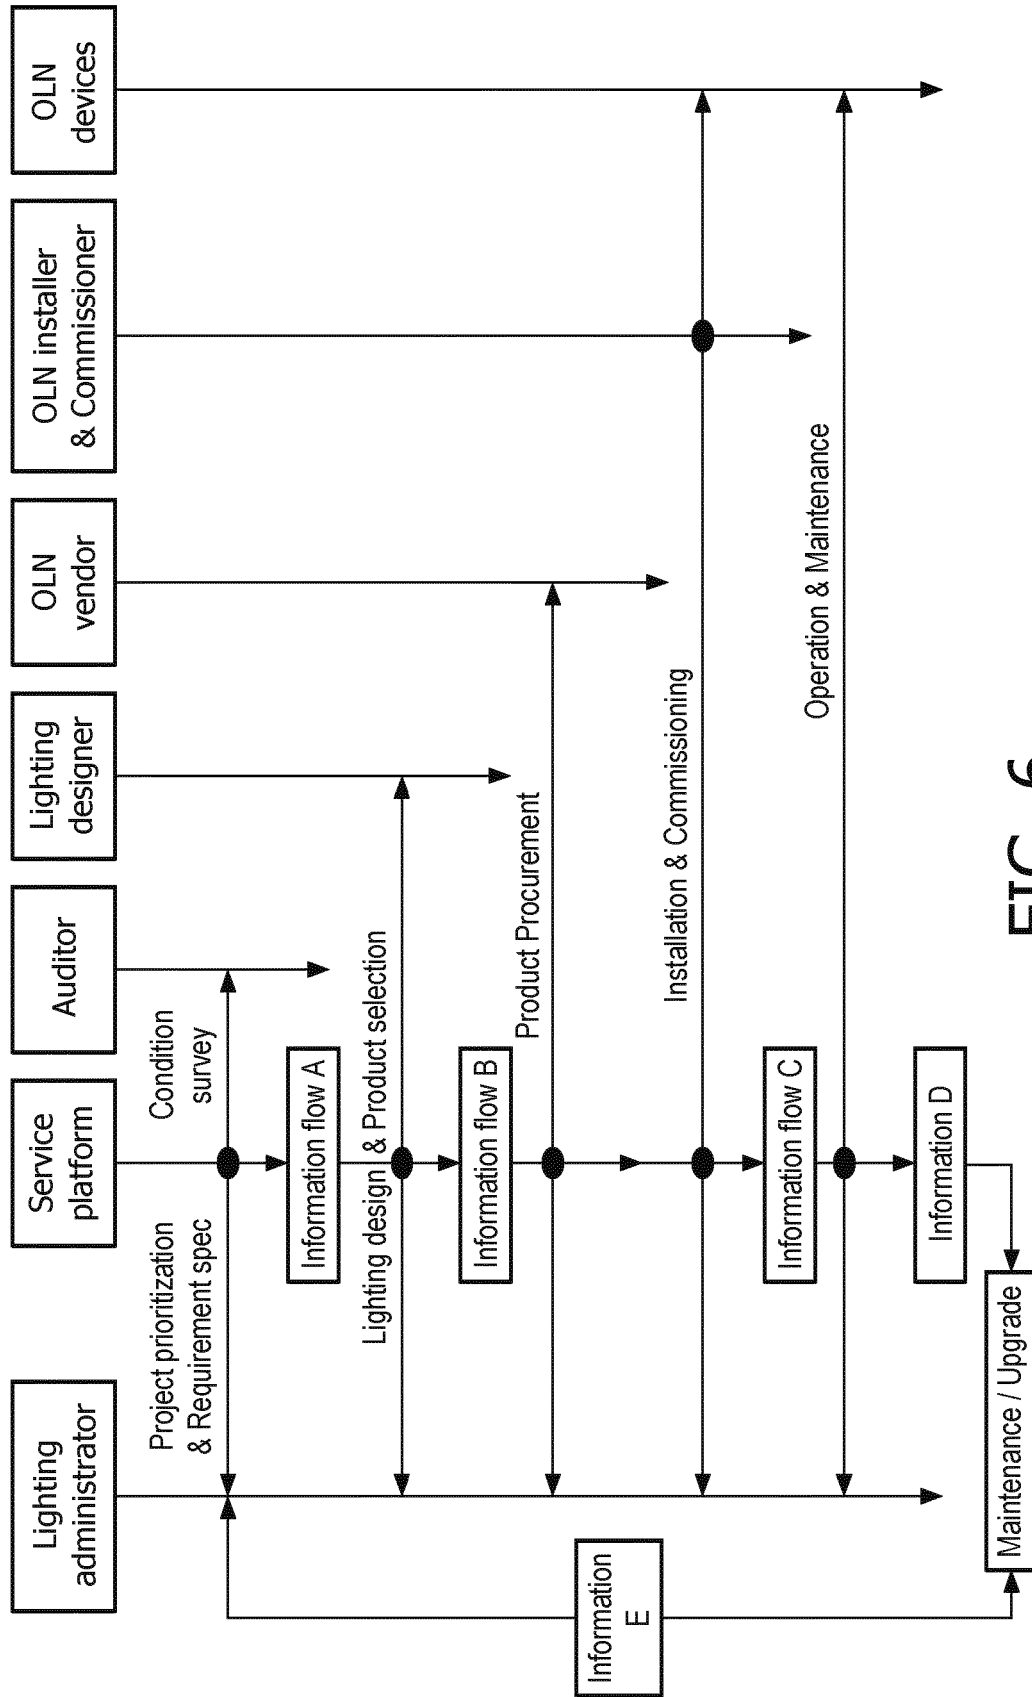 Lighting
administrator
Service
platform
Auditor
Lighting
designer
OLN
vendor
OLN installer
& Commissioner
OLN
devices
Project prioritization
& Requirement spec
Condition
survey
Information flow A
Lighting design & Product selection
Information flow B
Product Procurement
Information
E
Installation & Commissioning
Information flow C
Operation & Maintenance
Information D
Maintenance / Upgrade
FIG. 6